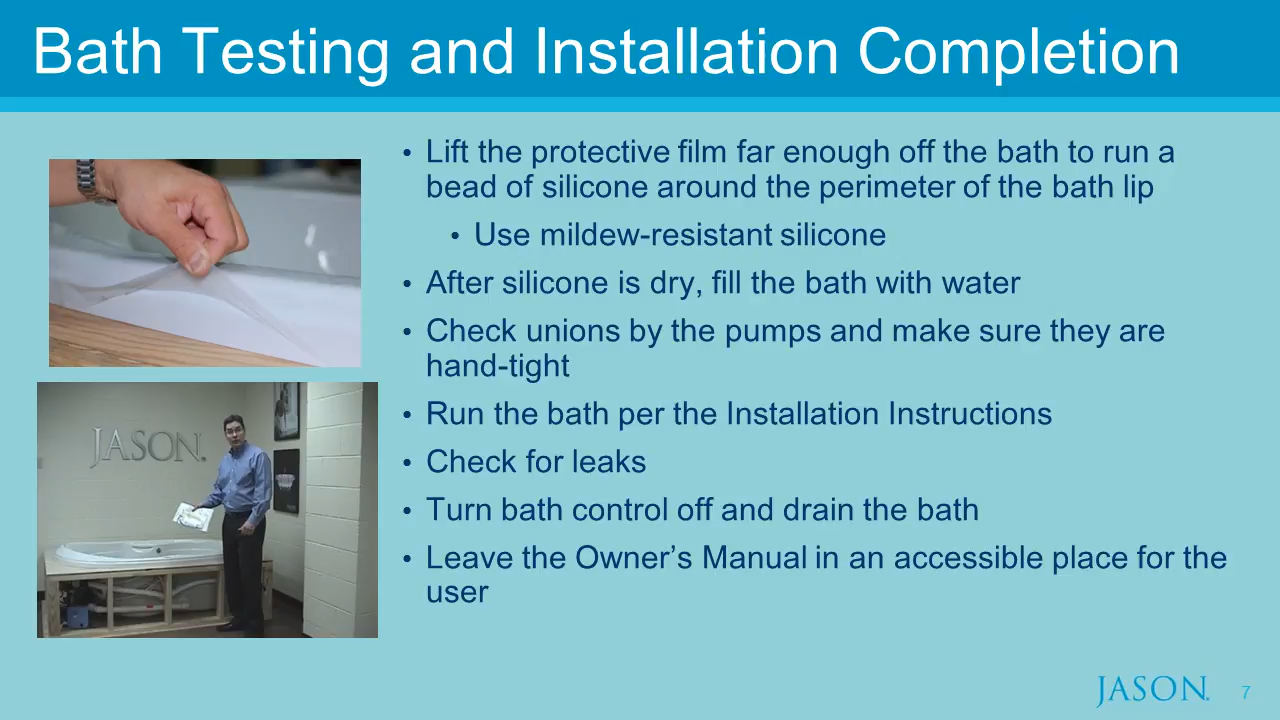 Bath Testing and Installation Completion
• Lift the protective film far enough off the bath to run a
bead of silicone around the perimeter of the bath lip
• Use mildew-resistant silicone
• After silicone is dry, fill the bath with water
• Check unions by the pumps and make sure they are
hand-tight
• Run the bath per the Installation Instructions
• Check for leaks
• Turn bath control off and drain the bath
• Leave the Owner’s Manual in an accessible place for the
user
JASON.
JASON.
7